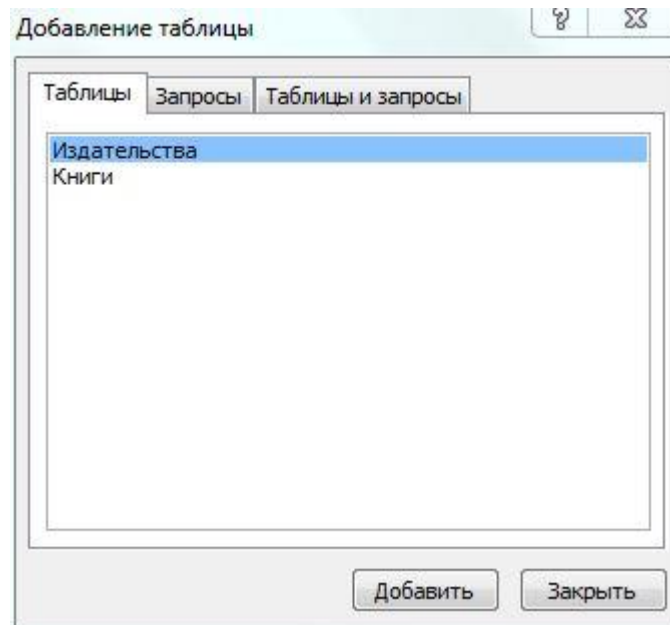 Добавление таблицы
Таблицы Запросы Таблицы и запросы
Издательства
Книги
Добавить Закрыть